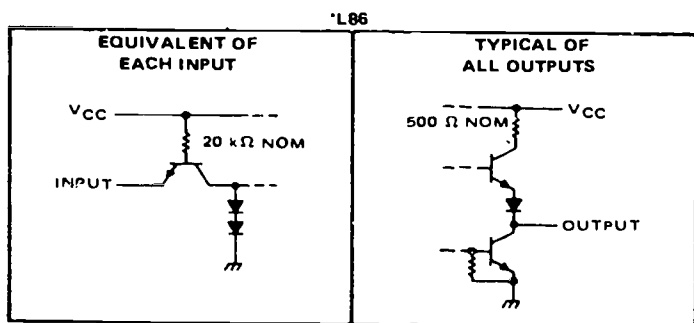 'L86
EQUIVALENT OF
EACH INPUT
VCC
20 kΩ NOM
INPUT
TYPICAL OF
ALL OUTPUTS
VCC
500 Ω NOM
OUTPUT